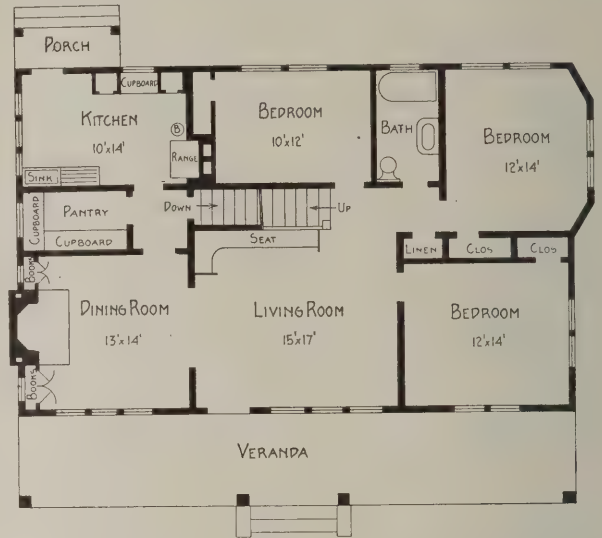 PORCH
CUPBOARD
KITCHEN
10'x14'
B
RANGE
SINK
BEDROOM
10'x12'
BATH
BEDROOM
12'x14'
CUPBOARD
PANTRY
CUPBOARD
DOWN
UP
SEAT
LINEN
CLOS
CLOS
BOOKS
DINING ROOM
13'x14'
LIVING ROOM
15'x17'
BEDROOM
12'x14'
BOOKS
VERANDA